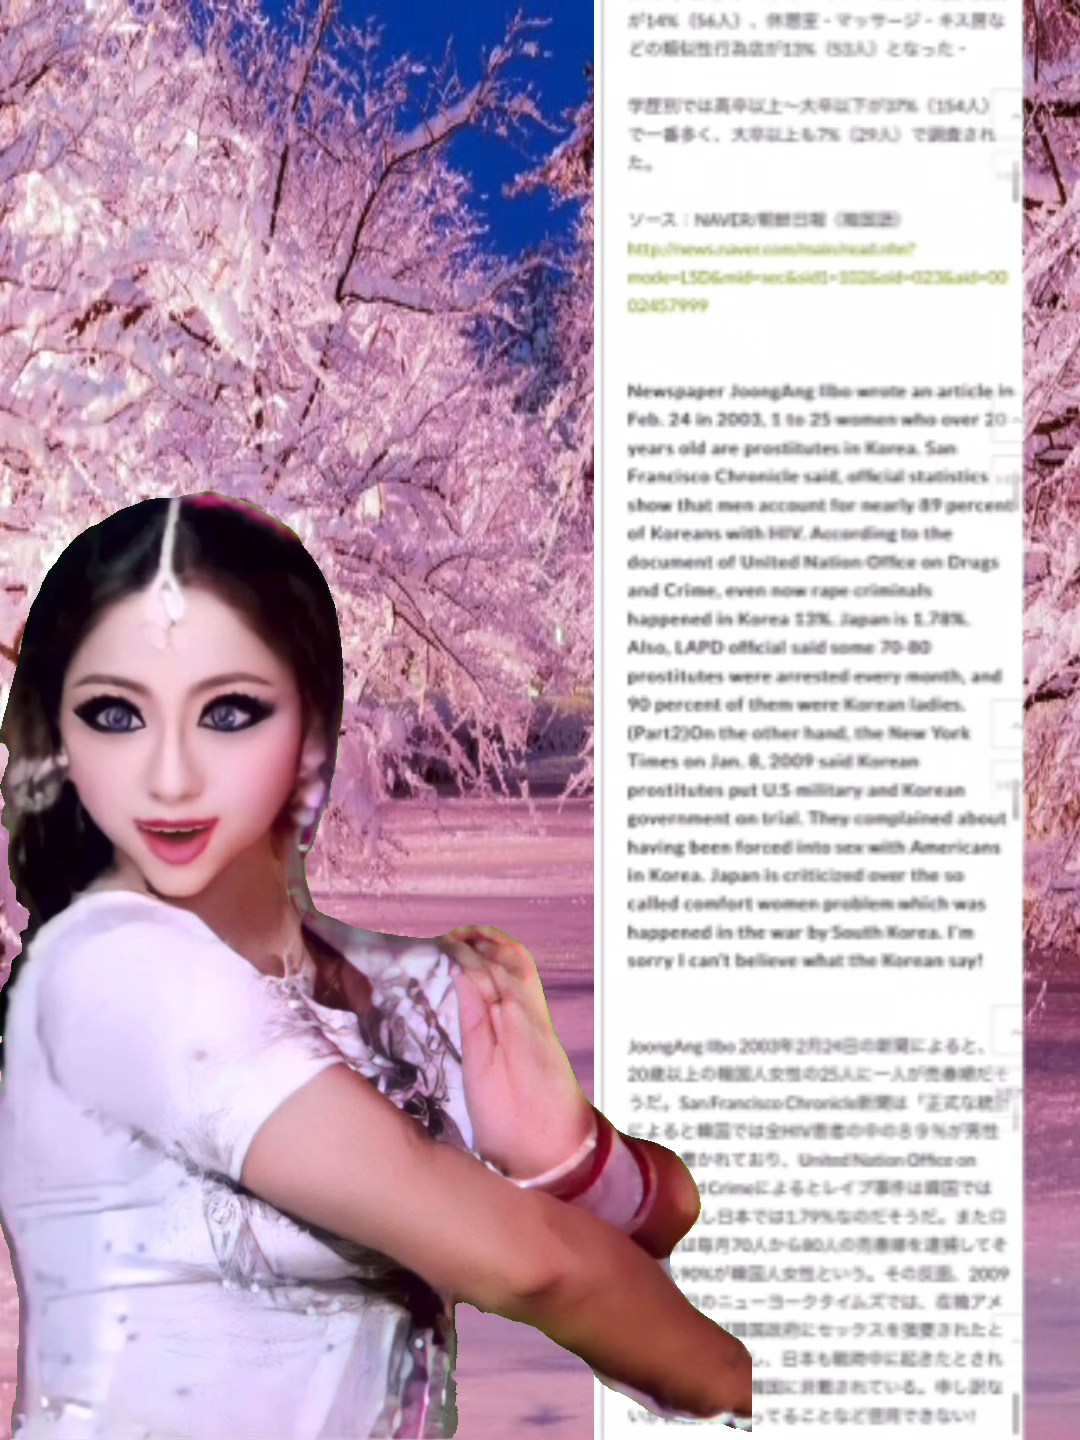 が14%（56人）、休憩室・マッサージ・キス房な
どの類似性行為店が13%（53人）となった・
学歴別では高卒以上～大卒以下が37%（154人）
で一番多く、大卒以上も7%（29人）で調査され
た。
ソース：NAVER/朝鮮日報（韓国語）
http://news.naver.com/main/read.nhn?
mode=LSD&mid=sec&sid1=102&oid=023&aid=00
02457999
Newspaper JoongAng Ilbo wrote an article in
Feb. 24 in 2003, 1 to 25 women who over 20
years old are prostitutes in Korea. San
Francisco Chronicle said, official statistics
show that men account for nearly 89 percent
of Koreans with HIV. According to the
document of United Nation Office on Drugs
and Crime, even now rape criminals
happened in Korea 13%. Japan is 1.78%.
Also, LAPD official said some 70-80
prostitutes were arrested every month, and
90 percent of them were Korean ladies.
(Part2)On the other hand, the New York
Times on Jan. 8, 2009 said Korean
prostitutes put U.S military and Korean
government on trial. They complained about
having been forced into sex with Americans
in Korea. Japan is criticized over the so
called comfort women problem which was
happened in the war by South Korea. I'm
sorry I can't believe what the Korean say!
JoongAng Ilbo 2003年2月24日の新聞によると、
20歳以上の韓国人女性の25人に一人が売春婦だそ
うだ。San Francisco Chronicle新聞は「正式な統
によると韓国では全HIV患者の中の８９％が男性
書かれており、United Nation Office on
d Crimeによるとレイプ事件は韓国では
し日本では1.79%なのだそうだ。またロ
は毎月70人から80人の売春婦を逮捕してそ
90%が韓国人女性という。その反面、2009
日のニューヨークタイムズでは、在韓アメ
韓国政府にセックスを強要されたと
し、日本も戦時中に起きたとされ
韓国に非難されている。申し訳な
いが ってることなど信用できない!